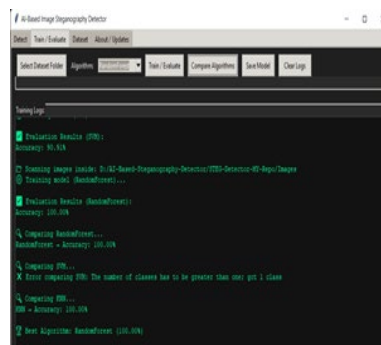 AI-Based Image Steganography Detector
Detect Train / Evaluate Dataset About / Updates
Select Dataset Folder Algorithm: Train / Evaluate Compare Algorithms Save Model Clear Logs
Training Logs:
Evaluation Results (SVM):
Accuracy: 90.91%
Scanning images inside: D:/AI-Based-Steganography-Detector/
Training model (RandomForest)...
Evaluation Results (RandomForest):
Accuracy: 100.00%
Comparing RandomForest...
RandomForest → Accuracy: 100.00%
Comparing SVM...
X Error comparing SVM: The number of classes has to be greater than one; got 1 class
Comparing KNN...
KNN → Accuracy: 100.00%
Best Algorithm: RandomForest (100.00%)